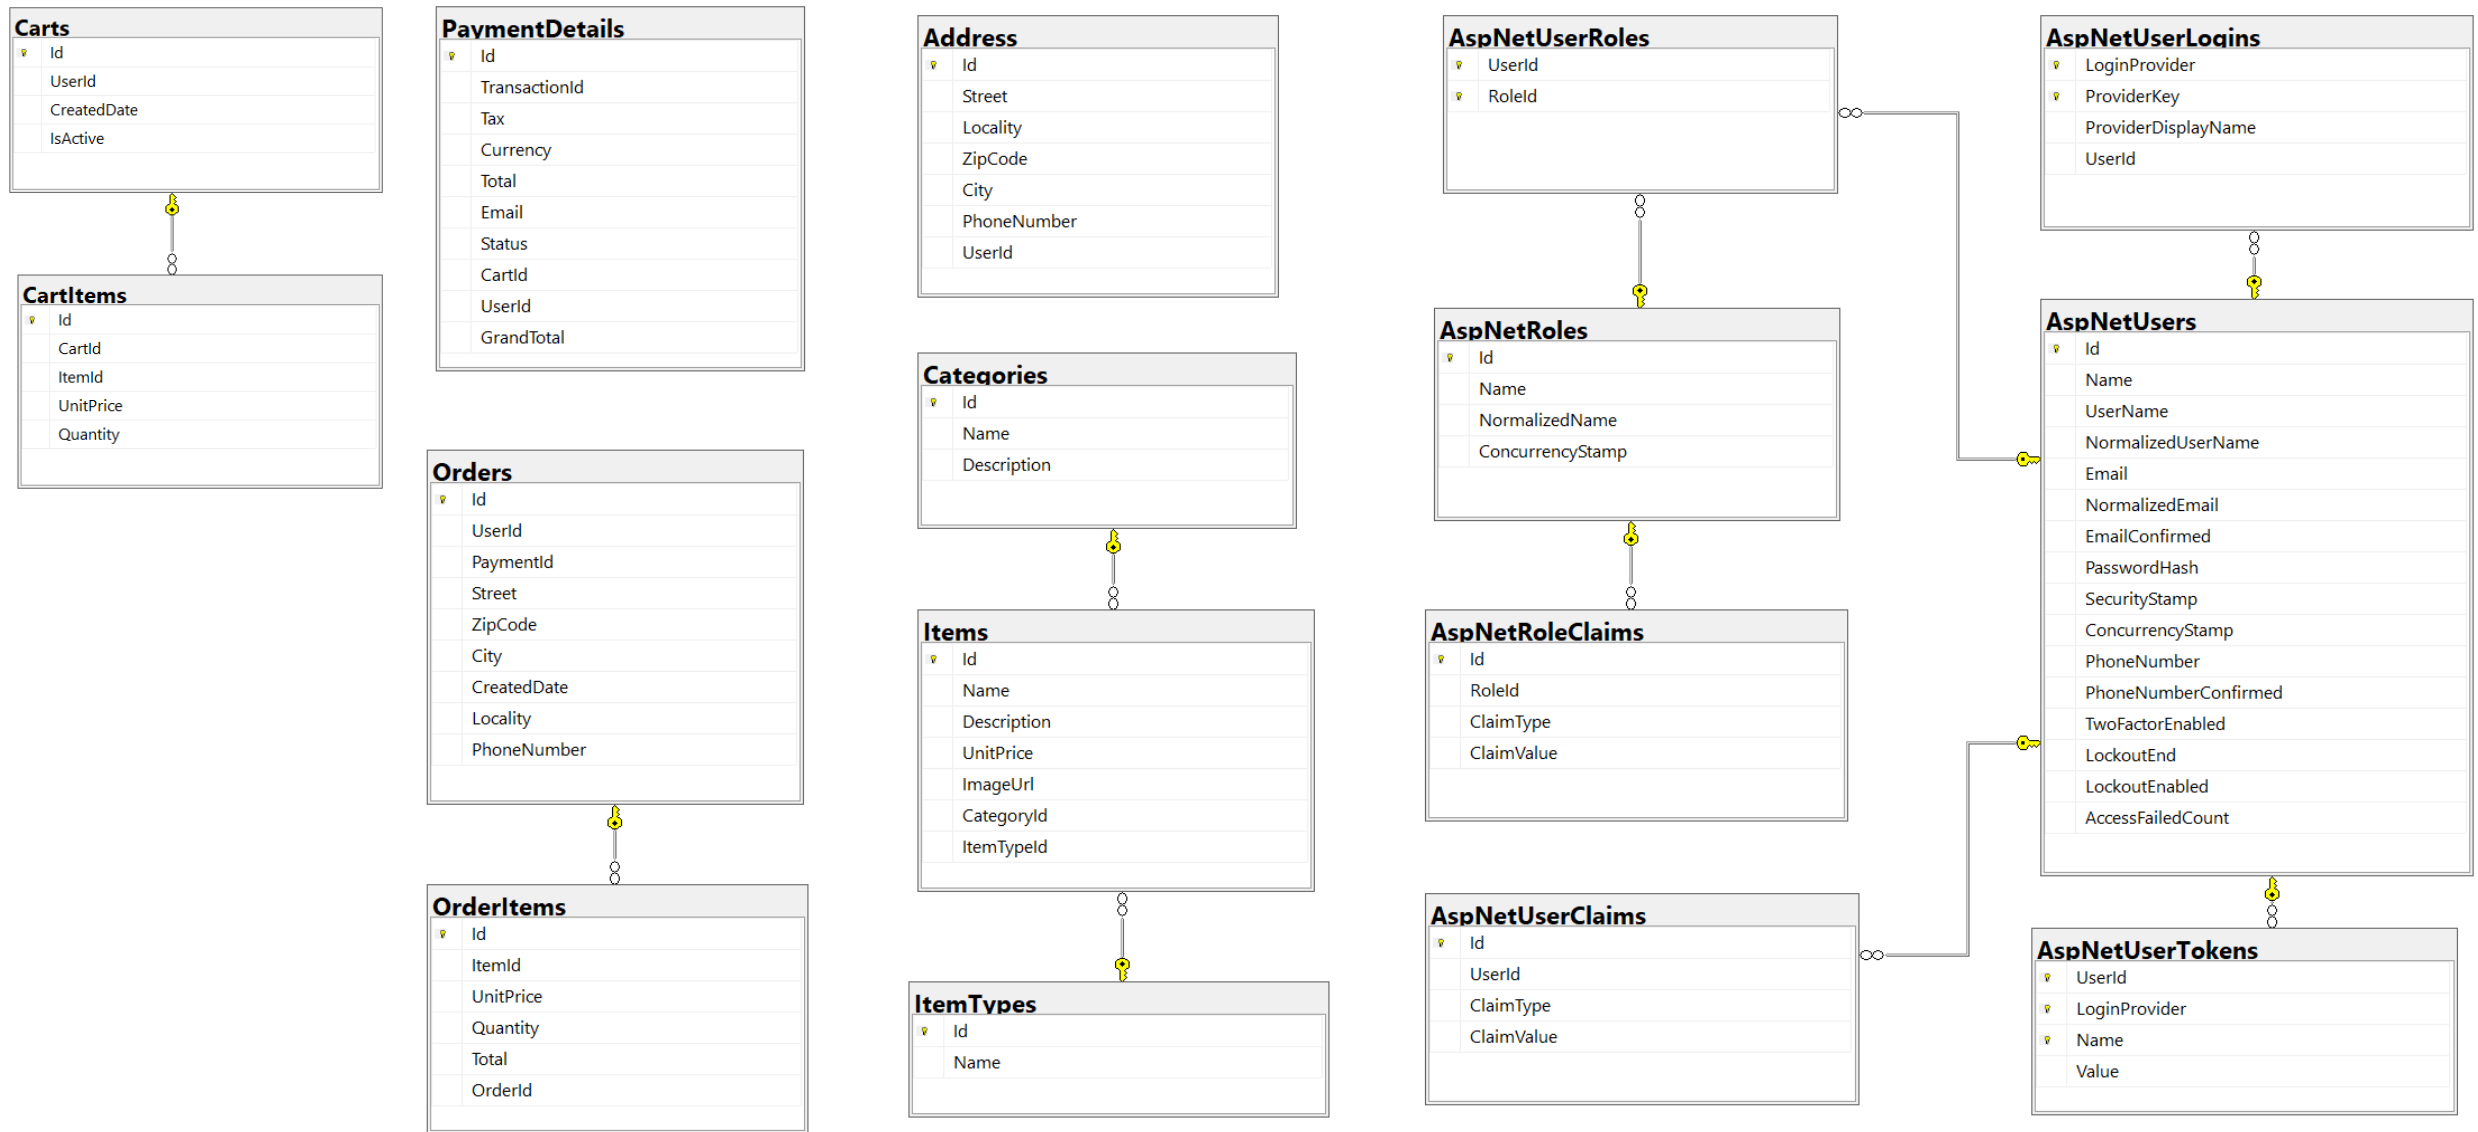 Carts
Id
UserId
CreatedDate
IsActive
CartItems
Id
CartId
ItemId
UnitPrice
Quantity
PaymentDetails
Id
TransactionId
Tax
Currency
Total
Email
Status
CartId
UserId
GrandTotal
Orders
Id
UserId
PaymentId
Street
ZipCode
City
CreatedDate
Locality
PhoneNumber
OrderItems
Id
ItemId
UnitPrice
Quantity
Total
OrderId
Address
Id
Street
Locality
ZipCode
City
PhoneNumber
UserId
Categories
Id
Name
Description
Items
Id
Name
Description
UnitPrice
ImageUrl
CategoryId
ItemTypeId
ItemTypes
Id
Name
AspNetUserRoles
UserId
RoleId
AspNetRoles
Id
Name
NormalizedName
ConcurrencyStamp
AspNetRoleClaims
Id
RoleId
ClaimType
ClaimValue
AspNetUserClaims
Id
UserId
ClaimType
ClaimValue
AspNetUserLogins
LoginProvider
ProviderKey
ProviderDisplayName
UserId
AspNetUsers
Id
Name
UserName
NormalizedUserName
Email
NormalizedEmail
EmailConfirmed
PasswordHash
SecurityStamp
ConcurrencyStamp
PhoneNumber
PhoneNumberConfirmed
TwoFactorEnabled
LockoutEnd
LockoutEnabled
AccessFailedCount
AspNetUserTokens
UserId
LoginProvider
Name
Value